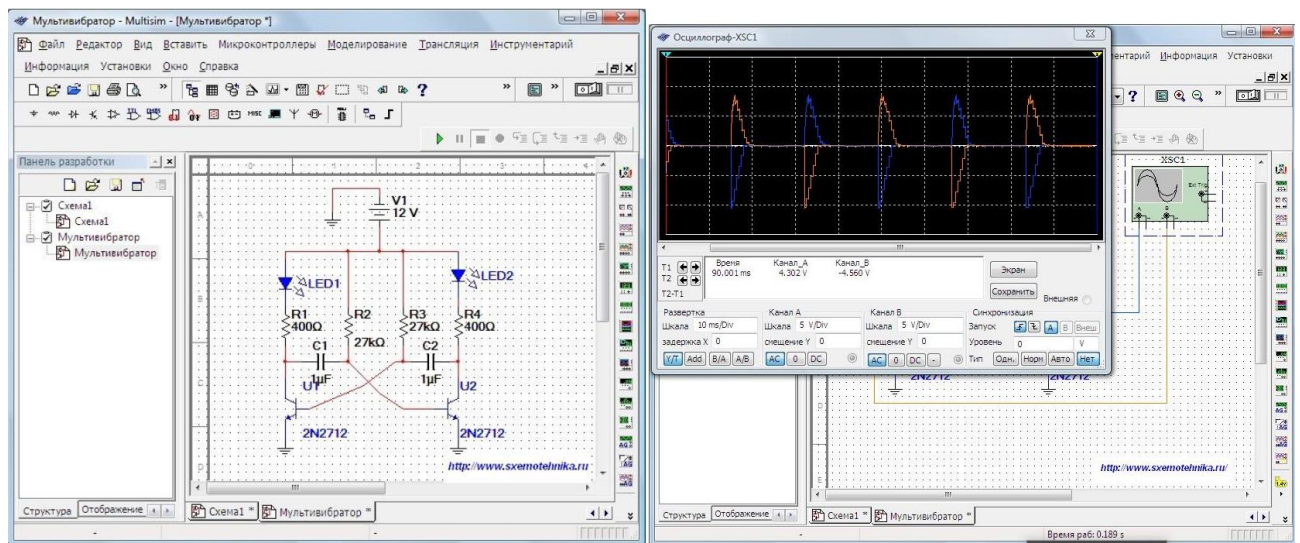 Мультивибратор - Multisim - [Мультивибратор *]
Файл Редактор Вид Вставить Микроконтроллеры Моделирование Трансляция Инструментарий
Информация Установки Окно Справка
Панель разработки
Схема1
Схема1
Мультивибратор
Мультивибратор
Структура Отображение
V1
12 V
LED1
LED2
R1
400Ω
R2
27kΩ
R3
27kΩ
R4
400Ω
C1
1µF
C2
1µF
U1
U2
2N2712
2N2712
http://www.sxemotehnika.ru/
Схема1 * Мультивибратор *
Осциллограф-XSC1
T1
T2
T2-T1
Время Канал_A Канал_B
90.001 ms 4.302 V -4.560 V
Экран
Сохранить
Внешняя
Развертка Канал A Канал B Синхронизация
Шкала 10 ms/Div Шкала 5 V/Div Шкала 5 V/Div Запуск A B Внеш
задержка X 0 смещение Y 0 смещение Y 0 Уровень 0 V
Y/T Add B/A A/B AC 0 DC AC 0 DC - Тип Одн. Норм Авто Нет
ентарий Информация Установки
XSC1
Ext Trig
A B
2N2712 2N2712
http://www.sxemotehnika.ru/
Структура Отображение
Схема1 * Мультивибратор *
Время раб: 0.189 s